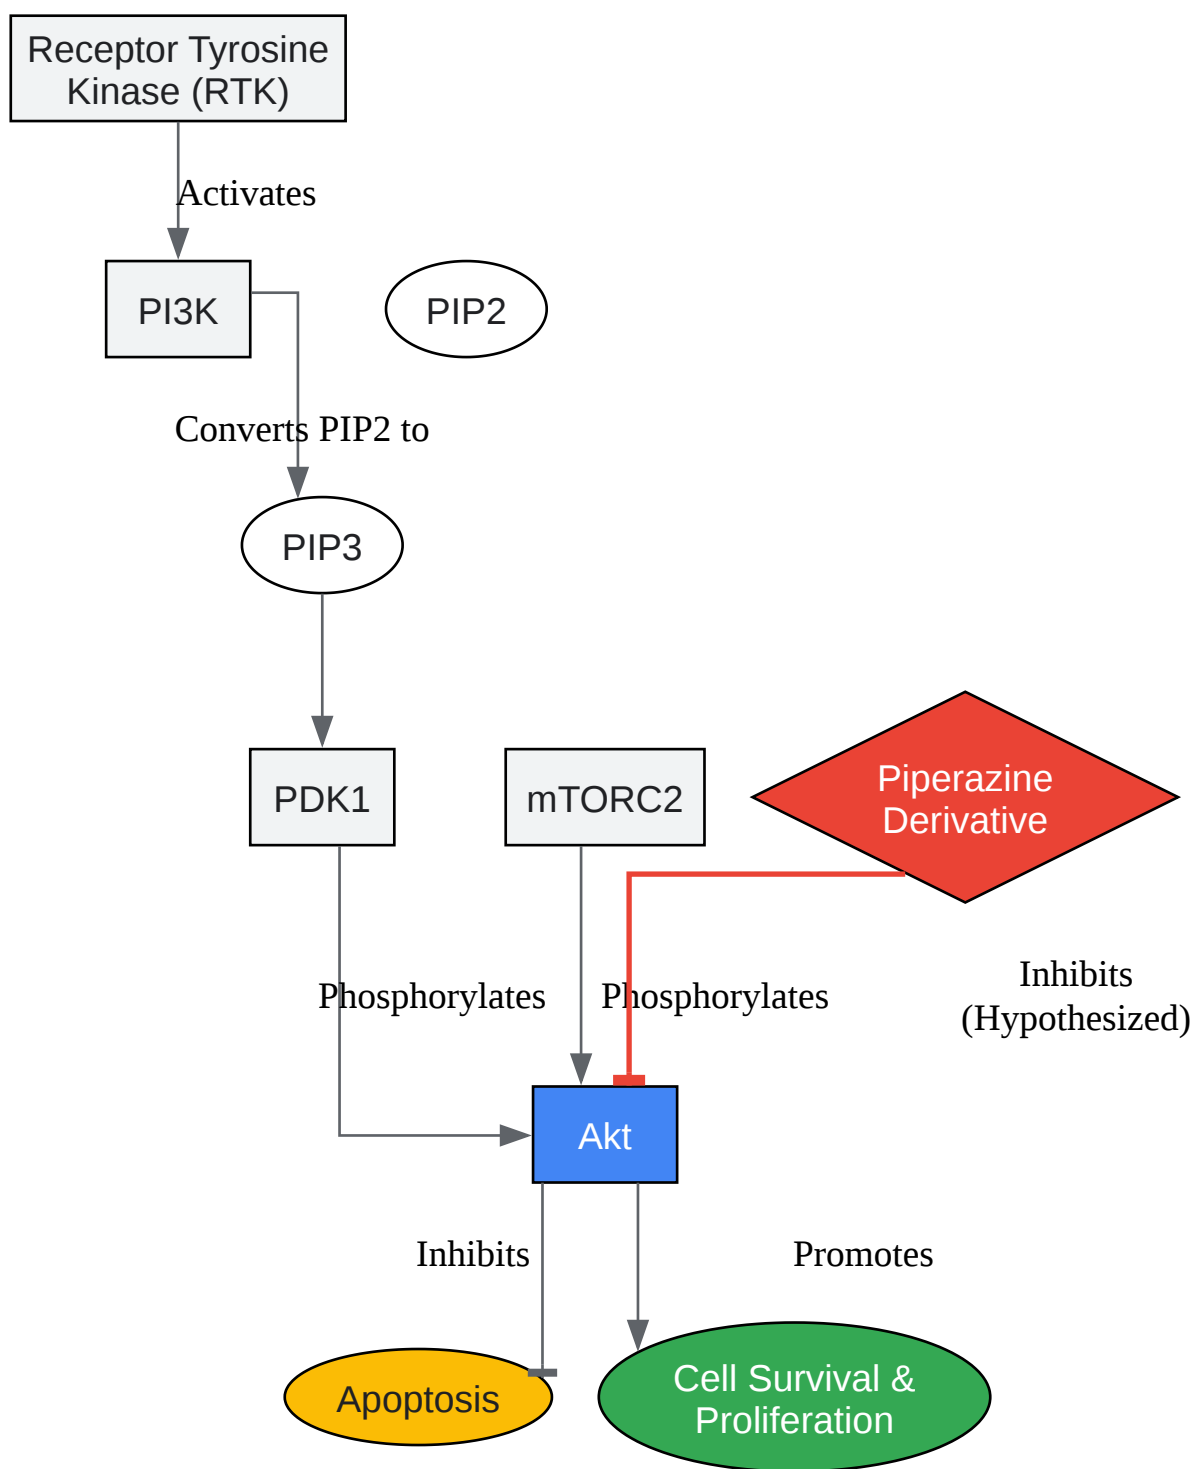 Receptor Tyrosine
Kinase (RTK)
Activates
PI3K
PIP2
Converts PIP2 to
PIP3
PDK1
mTORC2
Piperazine
Derivative
Phosphorylates
Phosphorylates
Inhibits
(Hypothesized)
Akt
Inhibits
Promotes
Apoptosis
Cell Survival &
Proliferation